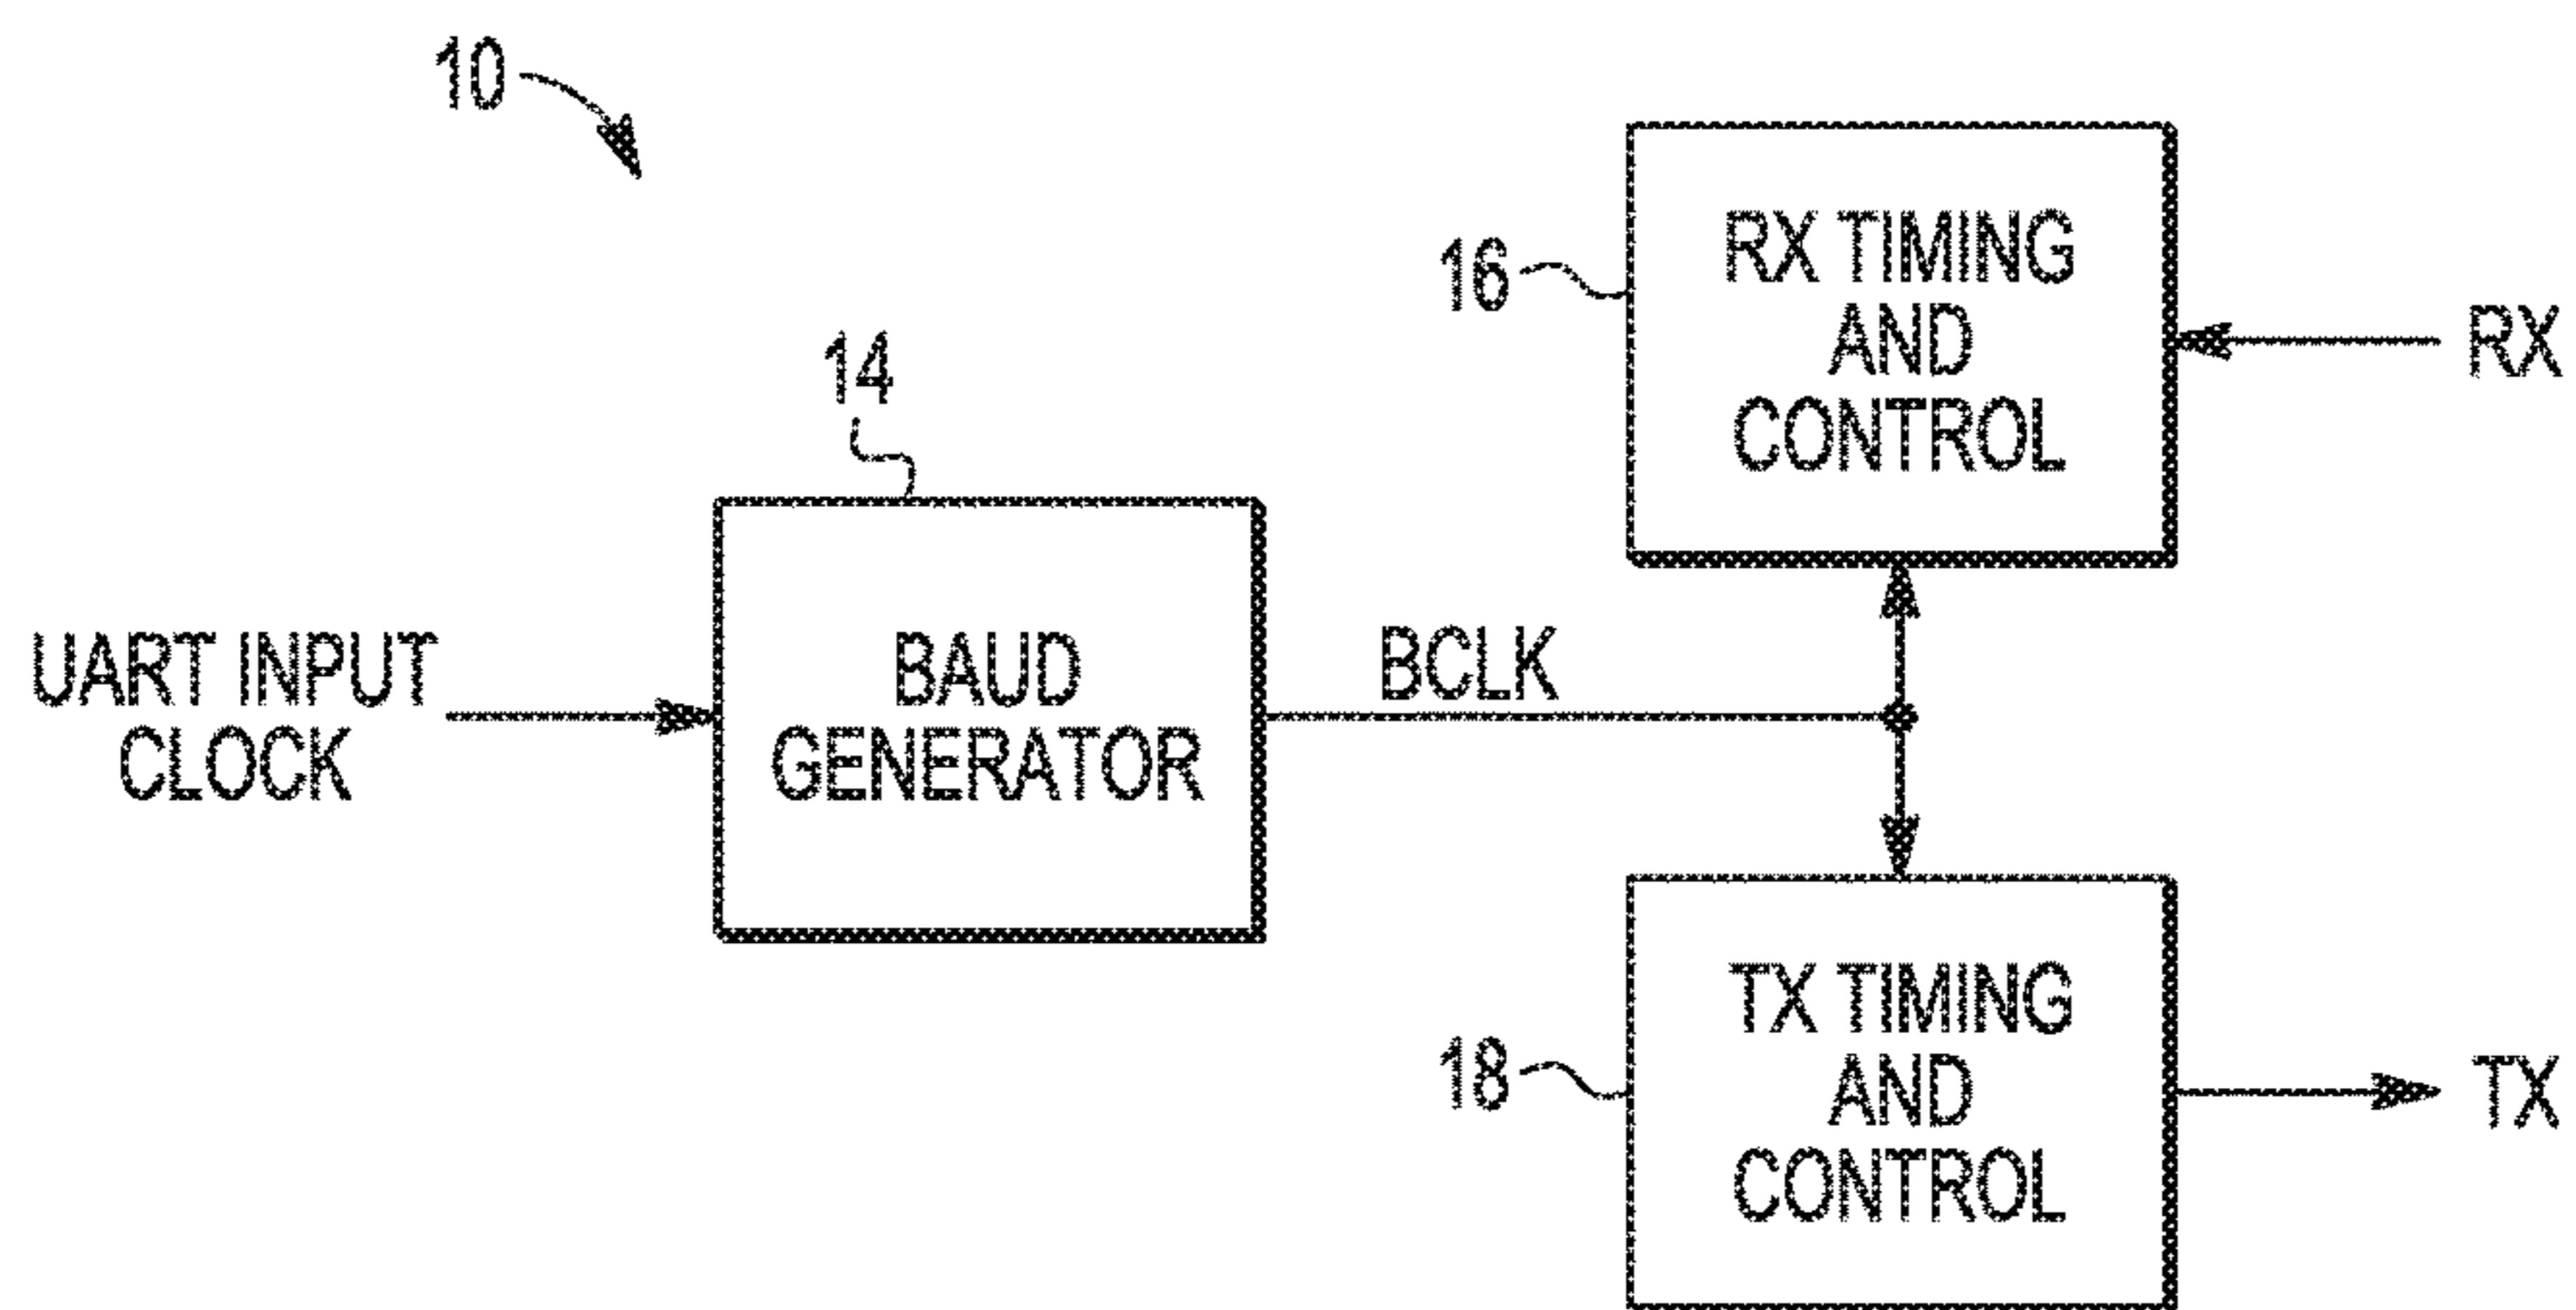 10
16
RX TIMING
AND
CONTROL
RX
14
UART INPUT
CLOCK
BAUD
GENERATOR
BCLK
18
TX TIMING
AND
CONTROL
TX